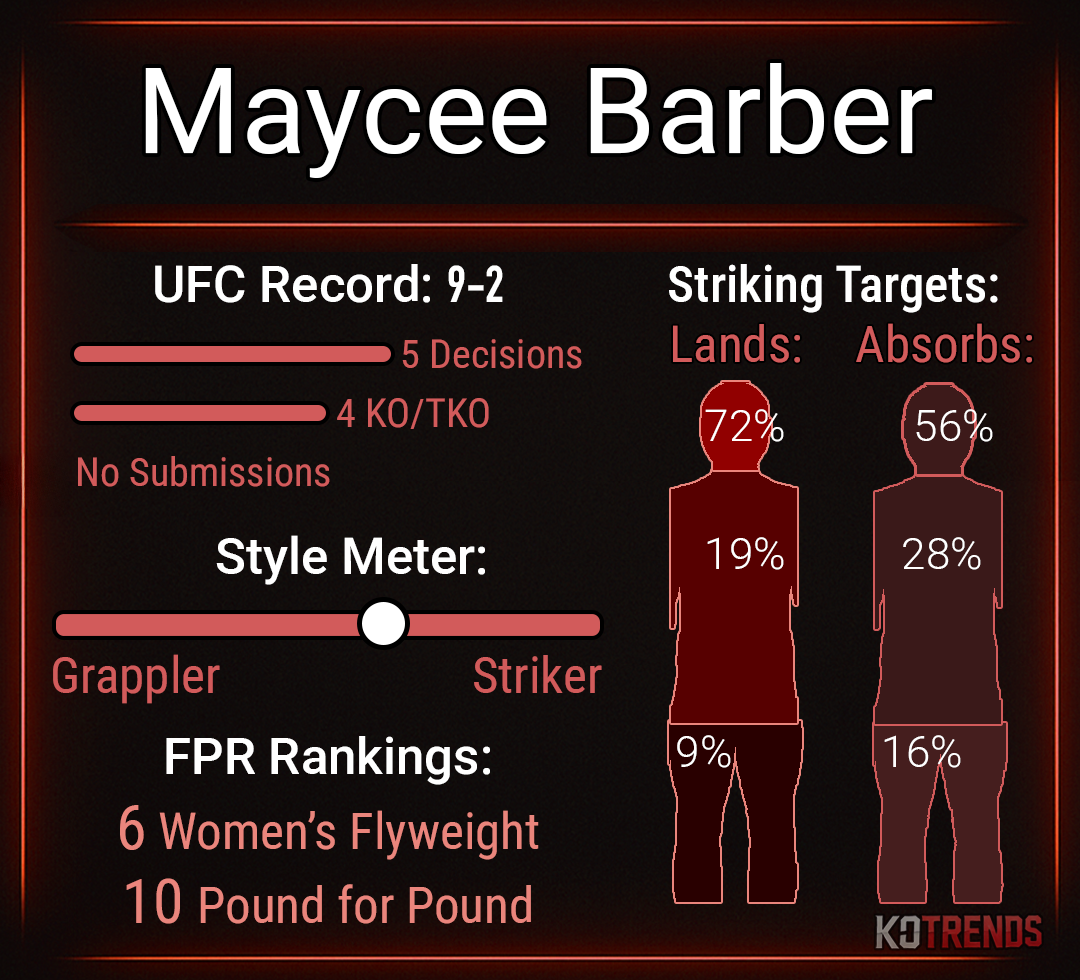 Maycee Barber
UFC Record: 9-2
5 Decisions
4 KO/TKO
No Submissions
Style Meter:
Grappler Striker
FPR Rankings:
6 Women's Flyweight
10 Pound for Pound
Striking Targets:
Lands: Absorbs:
72% 56%
19% 28%
9% 16%
KOTRENDS